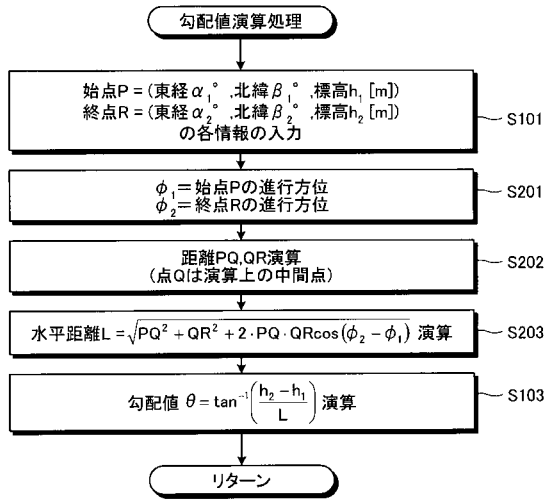 勾配値演算処理
始点P = (東経α₁°,北緯β₁°,標高h₁ [m])
終点R = (東経α₂°,北緯β₂°,標高h₂ [m])
の各情報の入力
S101
φ₁=始点Pの進行方位
φ₂=終点Rの進行方位
S201
距離PQ,QR演算
(点Qは演算上の中間点)
S202
水平距離L=√(PQ²+QR²+2·PQ·QRcos(φ₂-φ₁)) 演算
S203
勾配値 θ=tan⁻¹((h₂-h₁)/L) 演算
S103
リターン